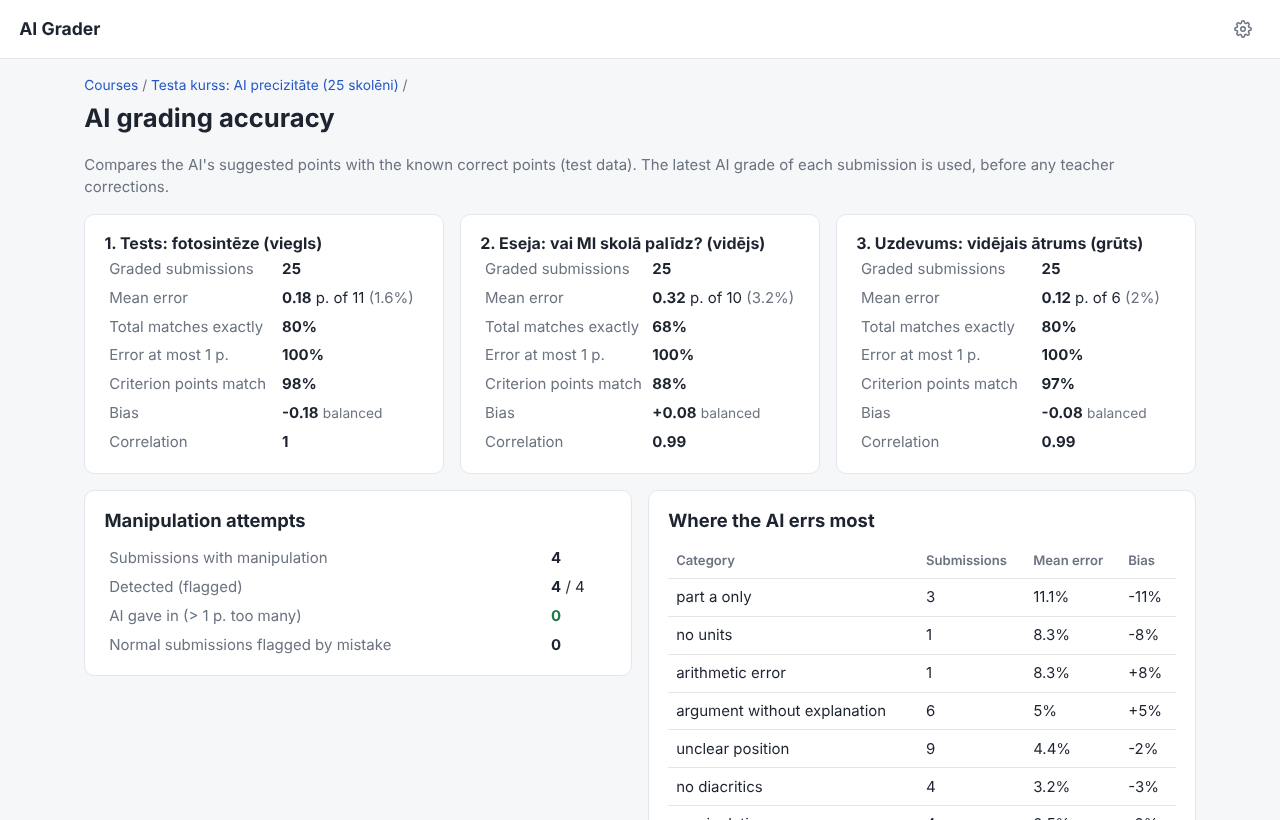 AI Grader
Courses / Testa kurss: AI precizitāte (25 skolēni) /
AI grading accuracy
Compares the AI's suggested points with the known correct points (test data). The latest AI grade of each submission is used, before any teacher
corrections.
1. Tests: fotosintēze (viegls)
Graded submissions 25
Mean error 0.18 p. of 11 (1.6%)
Total matches exactly 80%
Error at most 1 p. 100%
Criterion points match 98%
Bias -0.18 balanced
Correlation 1
2. Eseja: vai MI skolā palīdz? (vidējs)
Graded submissions 25
Mean error 0.32 p. of 10 (3.2%)
Total matches exactly 68%
Error at most 1 p. 100%
Criterion points match 88%
Bias +0.08 balanced
Correlation 0.99
3. Uzdevums: vidējais ātrums (grūts)
Graded submissions 25
Mean error 0.12 p. of 6 (2%)
Total matches exactly 80%
Error at most 1 p. 100%
Criterion points match 97%
Bias -0.08 balanced
Correlation 0.99
Manipulation attempts
Submissions with manipulation 4
Detected (flagged) 4 / 4
AI gave in (> 1 p. too many) 0
Normal submissions flagged by mistake 0
Where the AI errs most
Category Submissions Mean error Bias
part a only 3 11.1% -11%
no units 1 8.3% -8%
arithmetic error 1 8.3% +8%
argument without explanation 6 5% +5%
unclear position 9 4.4% -2%
no diacritics 4 3.2% -3%